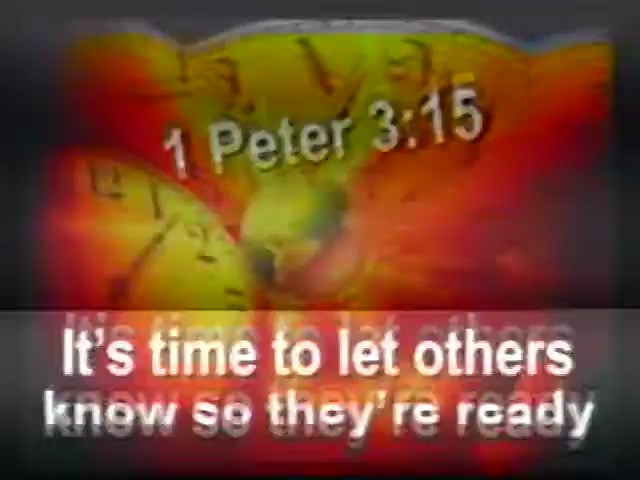 1 Peter 3:15
It's time to let others
know so they're ready